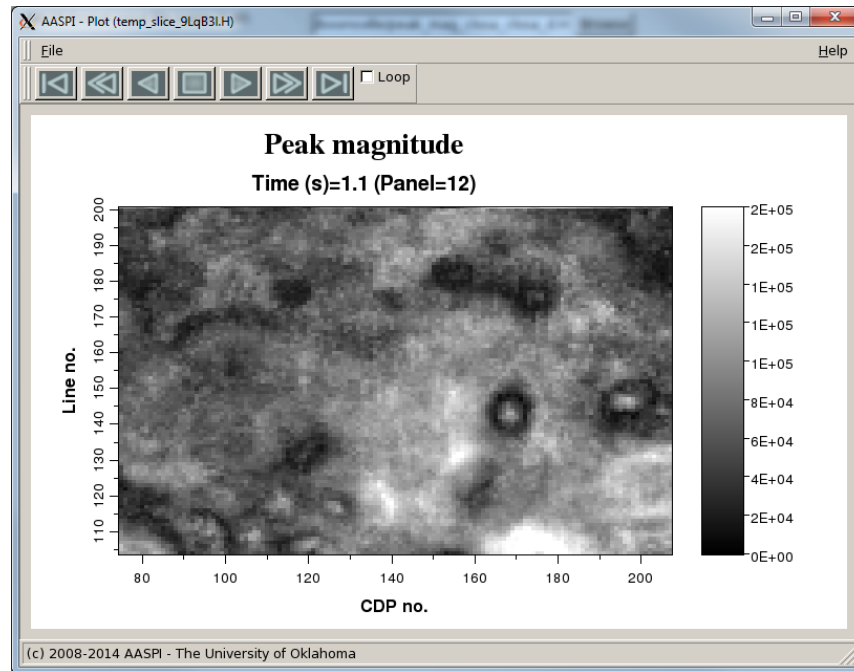 AASPI - Plot (temp_slice_9LqB3I.H)
File Help
Loop
Peak magnitude
Time (s)=1.1 (Panel=12)
200
190
180
170
160
150
140
130
120
110
Line no.
80 100 120 140 160 180 200
CDP no.
2E+05
2E+05
1E+05
1E+05
8E+04
6E+04
4E+04
2E+04
0E+00
(c) 2008-2014 AASPI - The University of Oklahoma